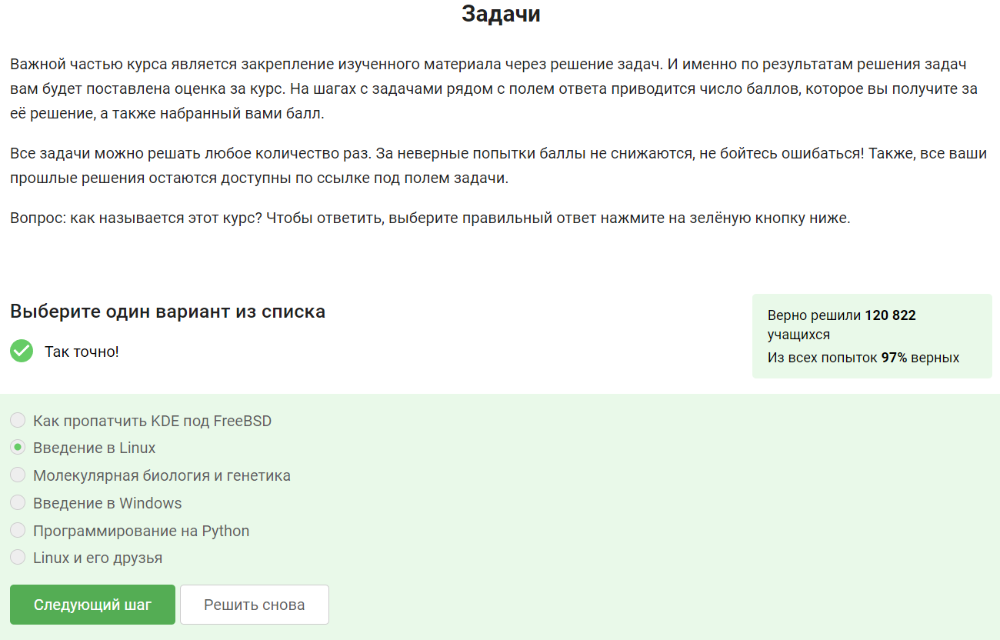 Задачи
Важной частью курса является закрепление изученного материала через решение задач. И именно по результатам решения задач
вам будет поставлена оценка за курс. На шагах с задачами рядом с полем ответа приводится число баллов, которое вы получите за
её решение, а также набранный вами балл.
Все задачи можно решать любое количество раз. За неверные попытки баллы не снижаются, не бойтесь ошибаться! Также, все ваши
прошлые решения остаются доступны по ссылке под полем задачи.
Вопрос: как называется этот курс? Чтобы ответить, выберите правильный ответ нажмите на зелёную кнопку ниже.
Выберите один вариант из списка
Так точно!
Верно решили 120 822
учащихся
Из всех попыток 97% верных
Как пропатчить KDE под FreeBSD
Введение в Linux
Молекулярная биология и генетика
Введение в Windows
Программирование на Python
Linux и его друзья
Следующий шаг
Решить снова